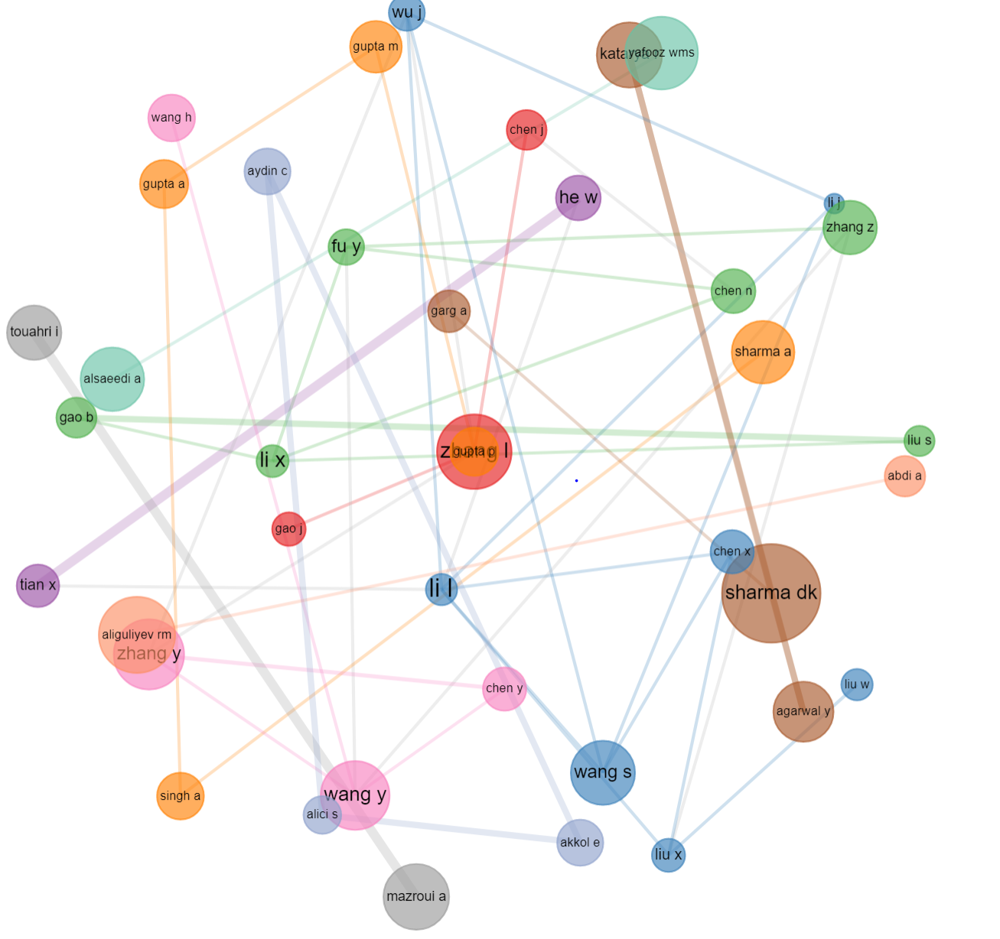 wu j
gupta m
yafooz wms
wang h
chen j
aydin c
gupta a
he w
li j
zhang z
fu y
chen n
garg a
touahri i
sharma a
alsaeedi a
gao b
liu s
li x
gupta p
abdi a
gao j
chen x
tian x
li l
sharma dk
aliguliyev rm
zhang y
liu w
chen y
agarwal y
wang s
singh a
wang y
alici s
akkol e
liu x
mazroui a